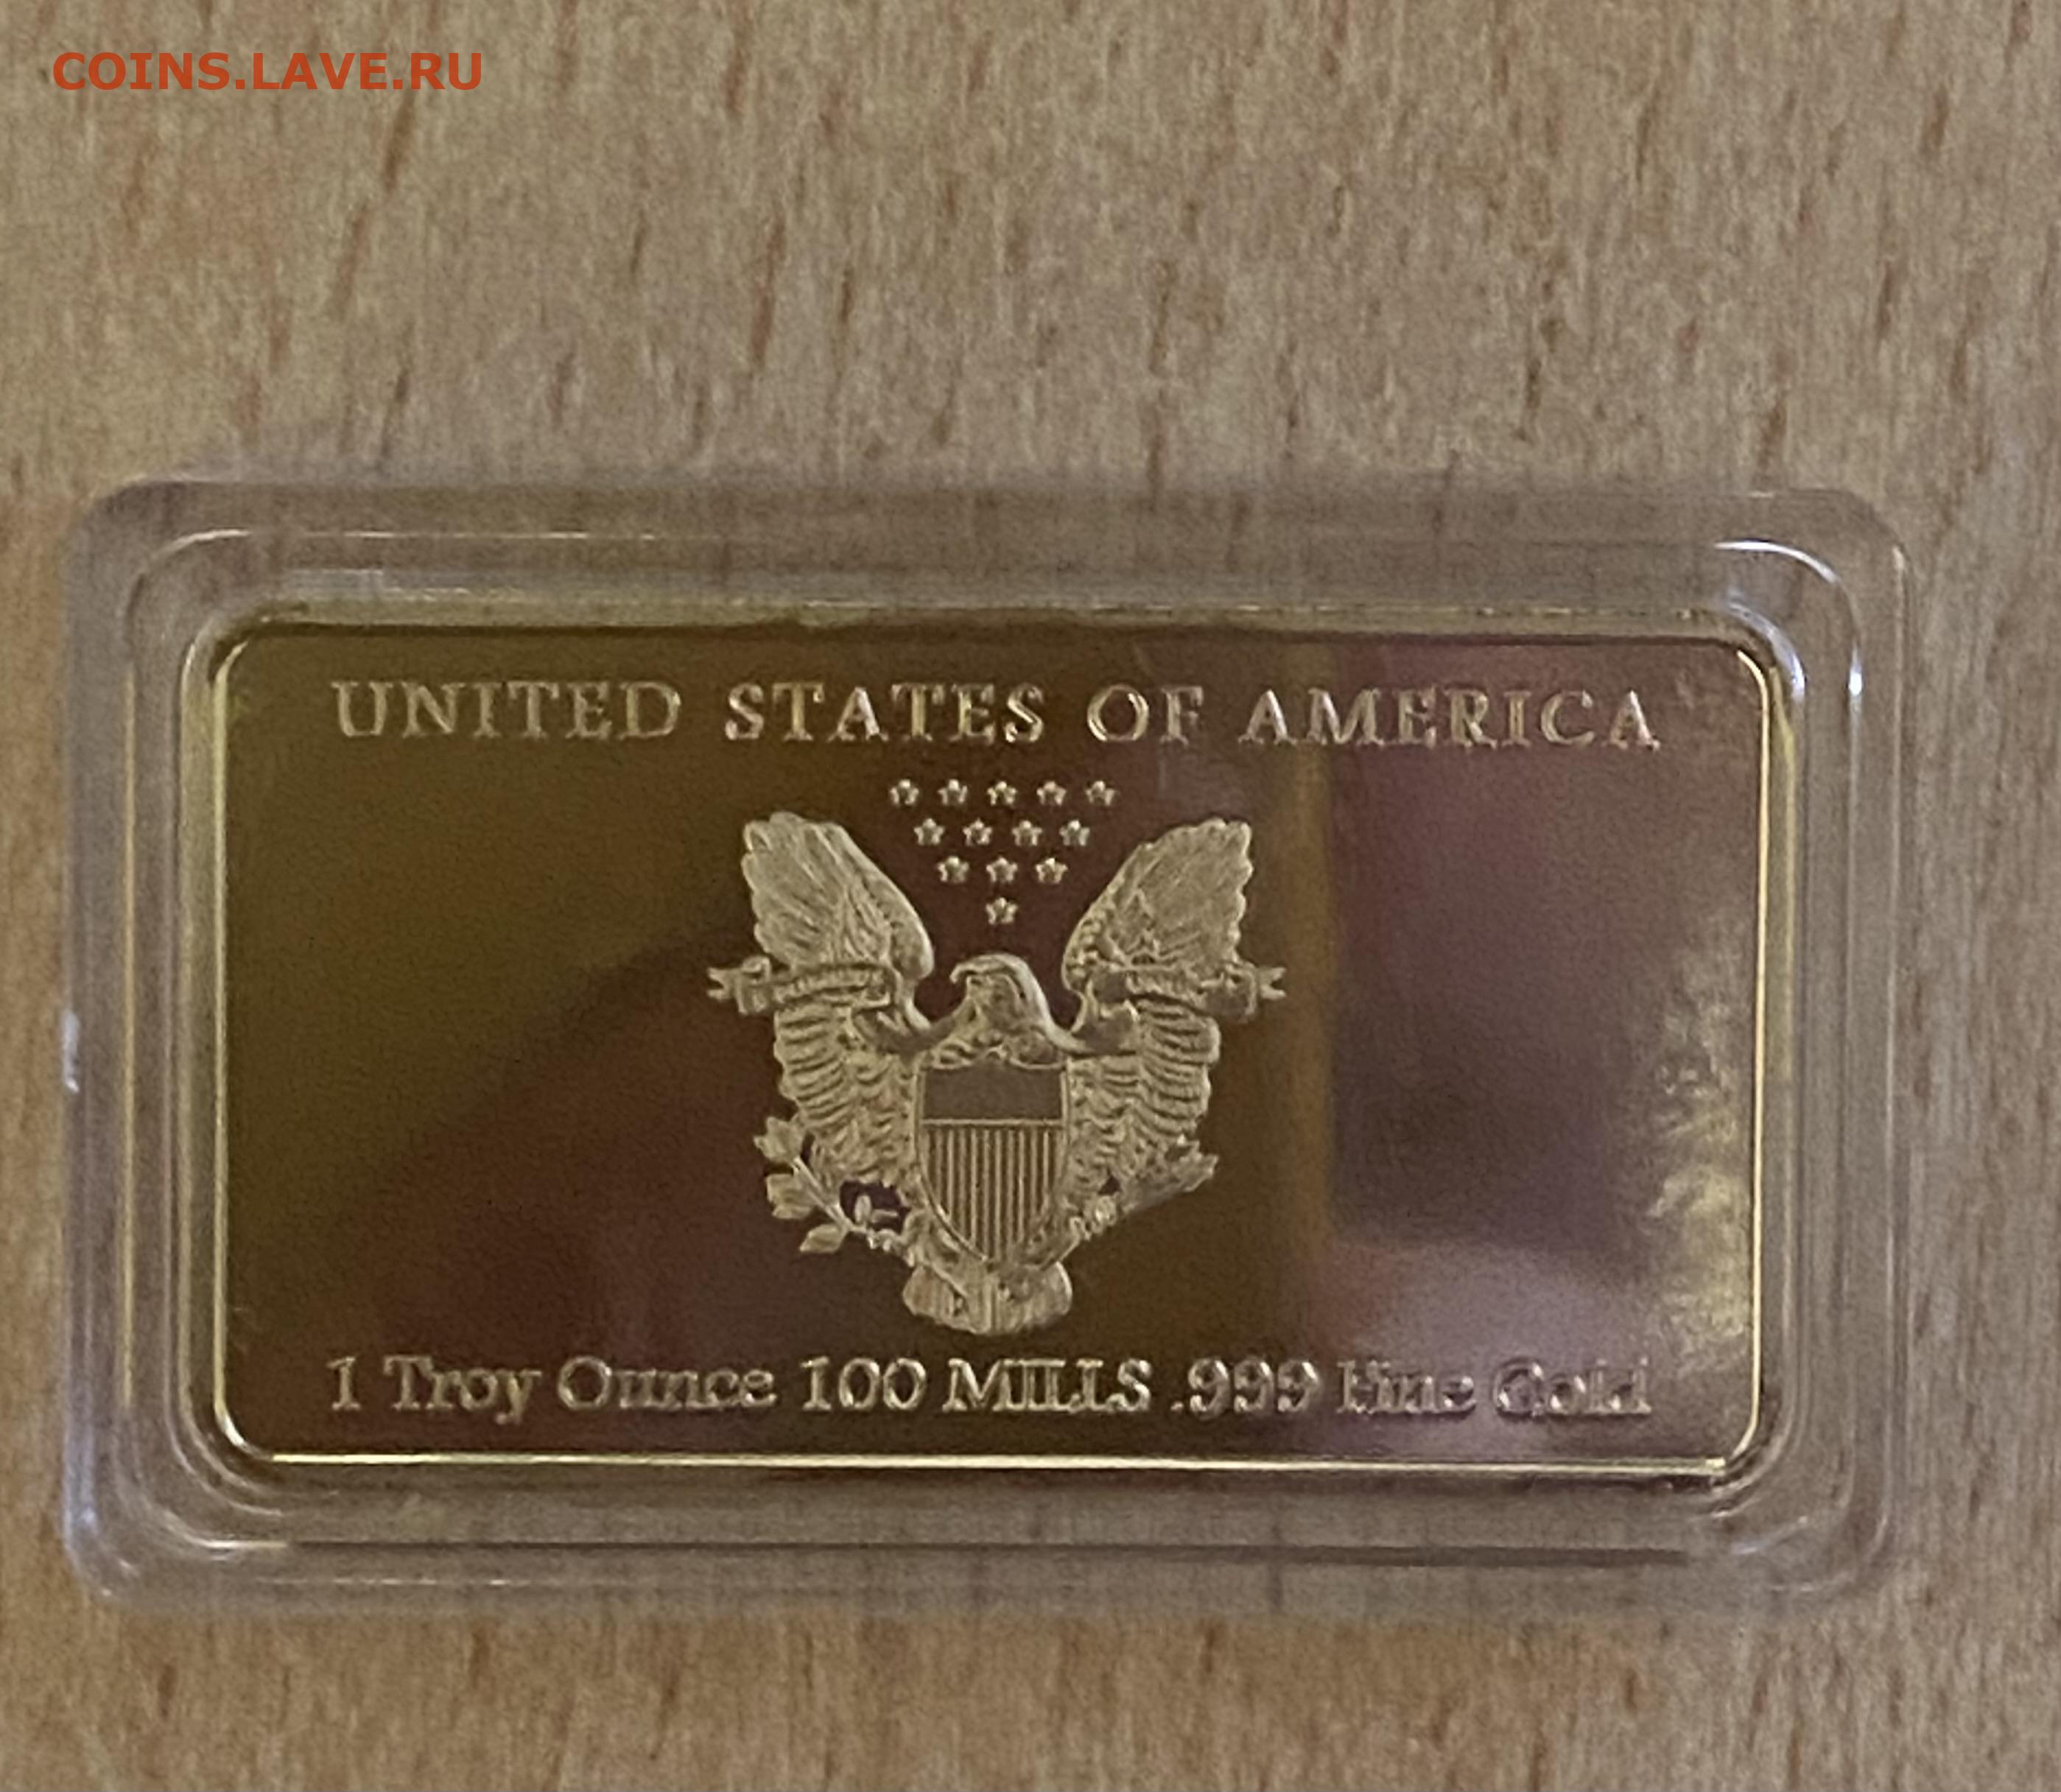 COINS.LAVE.RU
UNITED STATES OF AMERICA
1 Troy Ounce 100 MILLS .999 Fine Gold